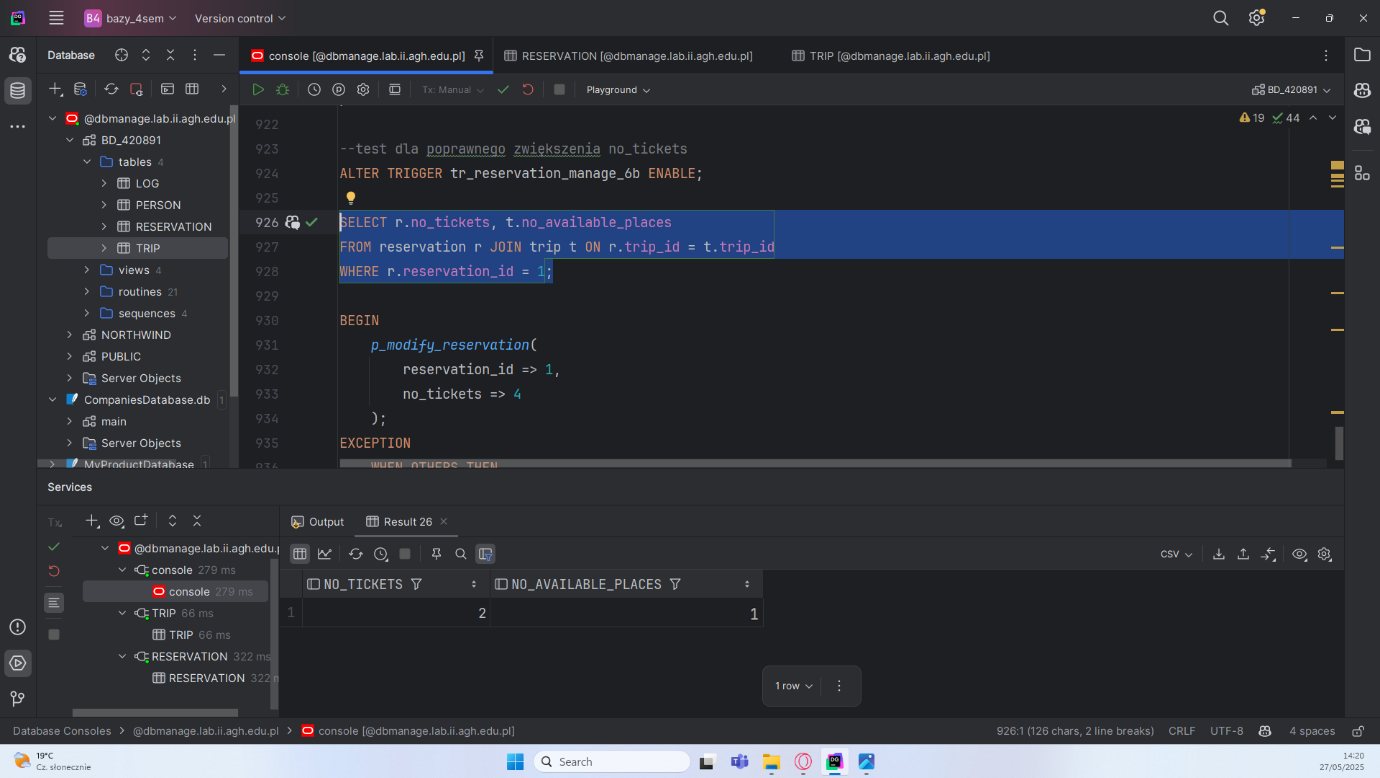 B4 bazy_4sem Version control
Database
console [@dbmanage.lab.ii.agh.edu.pl] RESERVATION [@dbmanage.lab.ii.agh.edu.pl] TRIP [@dbmanage.lab.ii.agh.edu.pl]
Tx: Manual Playground BD_420891
@dbmanage.lab.ii.agh.edu.pl
BD_420891
tables 4
LOG
PERSON
RESERVATION
TRIP
views 4
routines 21
sequences 4
NORTHWIND
PUBLIC
Server Objects
CompaniesDatabase.db 1
main
Server Objects
MyProductDatabase 1
19 44
922
923 --test dla poprawnego zwiększenia no_tickets
924 ALTER TRIGGER tr_reservation_manage_6b ENABLE;
925
926 SELECT r.no_tickets, t.no_available_places
927 FROM reservation r JOIN trip t ON r.trip_id = t.trip_id
928 WHERE r.reservation_id = 1;
929
930 BEGIN
931 p_modify_reservation(
932 reservation_id => 1,
933 no_tickets => 4
934 );
935 EXCEPTION
936 WHEN OTHERS THEN
Services
Tx
@dbmanage.lab.ii.agh.edu.p
console 279 ms
console 279 ms
TRIP 66 ms
TRIP 66 ms
RESERVATION 322 ms
RESERVATION 322 m
Output Result 26
CSV
NO_TICKETS NO_AVAILABLE_PLACES
1 2 1
1 row
Database Consoles > @dbmanage.lab.ii.agh.edu.pl > console [@dbmanage.lab.ii.agh.edu.pl]
926:1 (126 chars, 2 line breaks) CRLF UTF-8 4 spaces
19°C
Cz. słonecznie
Search
14:20
27/05/2025